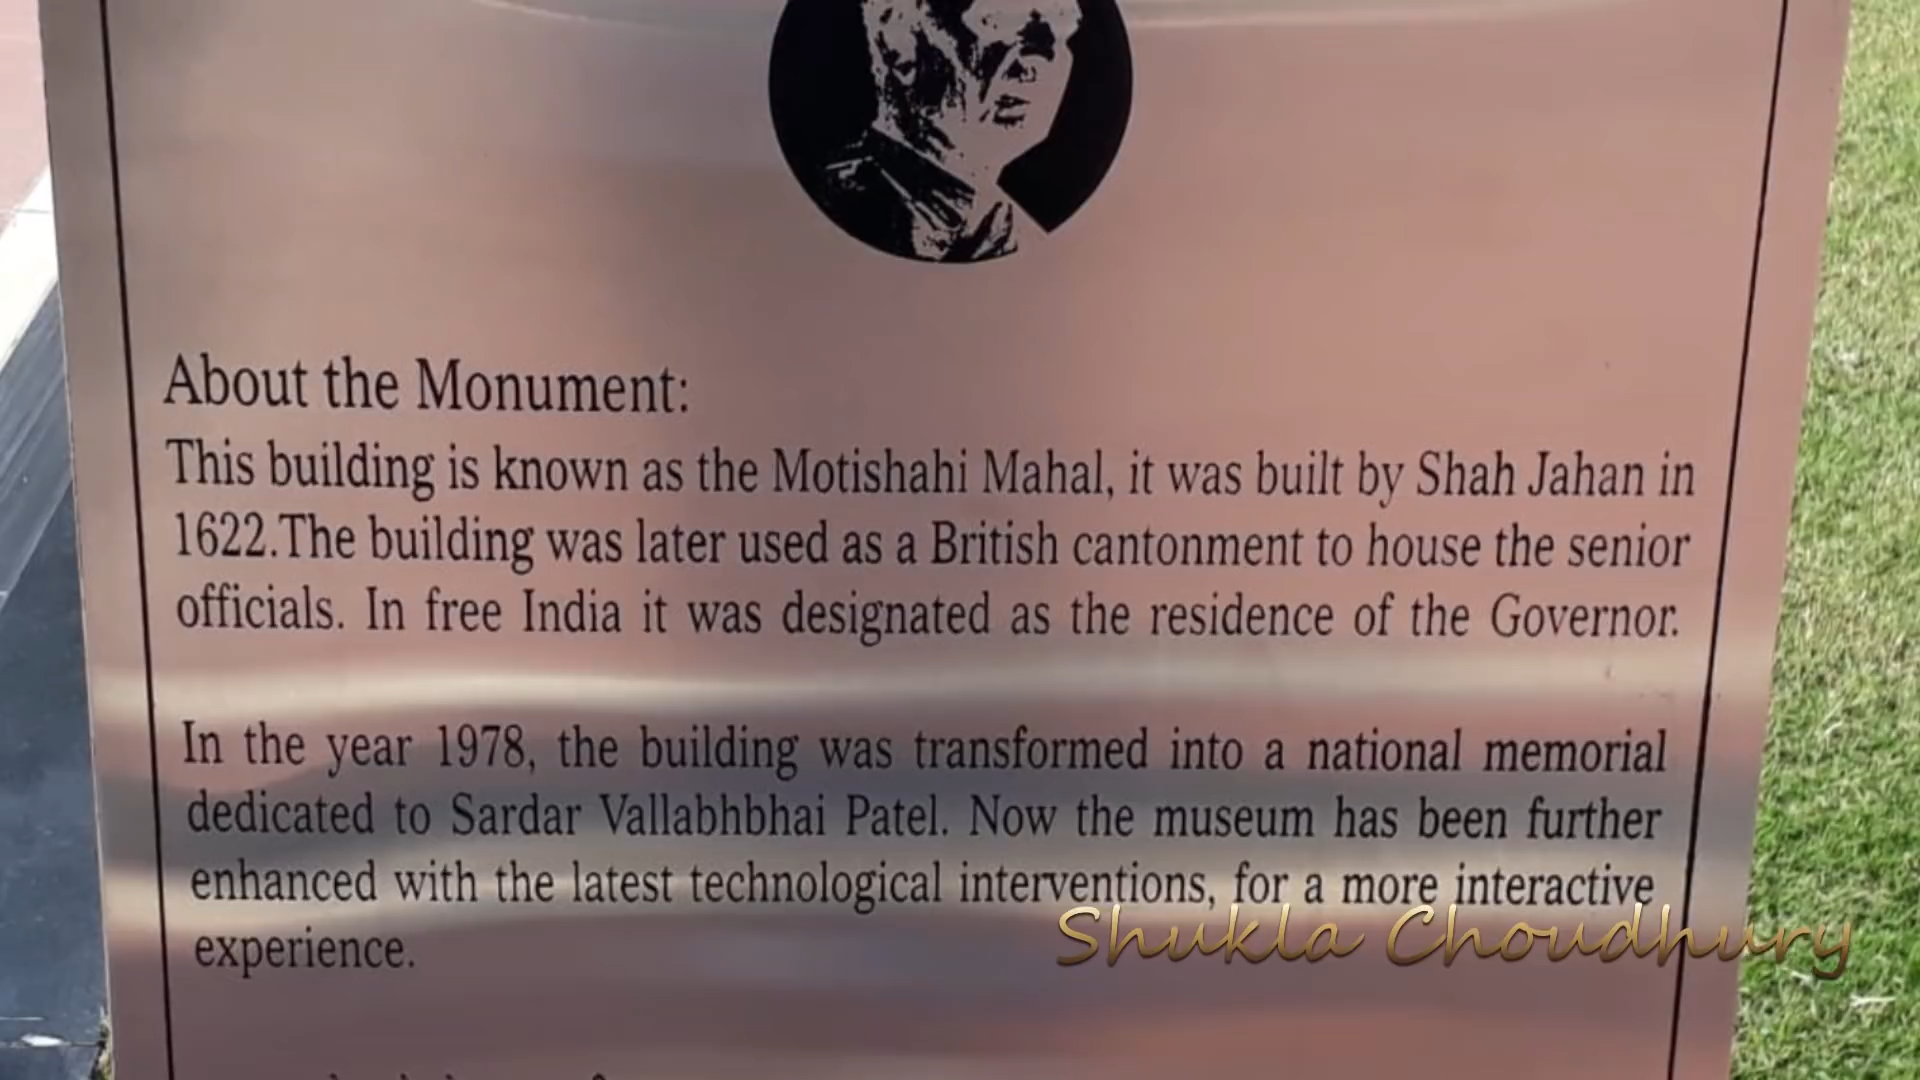 About the Monument:
This building is known as the Motishahi Mahal, it was built by Shah Jahan in
1622.The building was later used as a British cantonment to house the senior
officials. In free India it was designated as the residence of the Governor.
In the year 1978, the building was transformed into a national memorial
dedicated to Sardar Vallabhbhai Patel. Now the museum has been further
enhanced with the latest technological interventions, for a more interactive
experience.
Shukla Choudhury